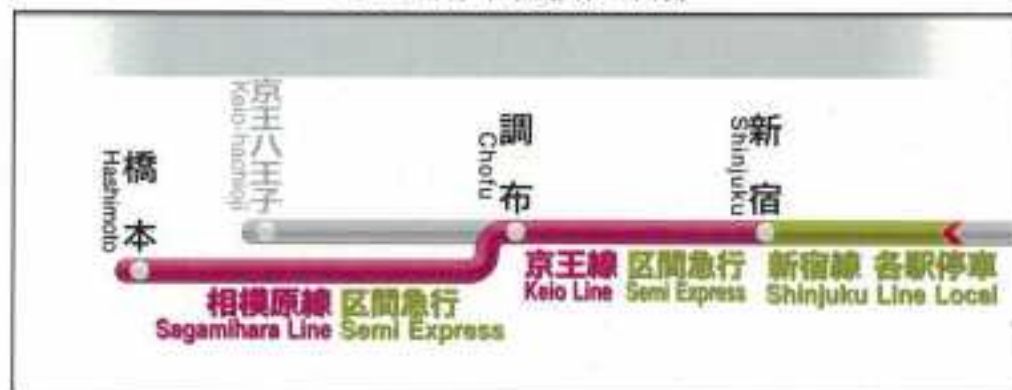 京王八王子
Keio-hachioji
橋本
Hashimoto
調布
Chofu
新宿
Shinjuku
京王線 区間急行
Keio Line Semi Express
新宿線 各駅停車
Shinjuku Line Local
相模原線 区間急行
Sagamihara Line Semi Express